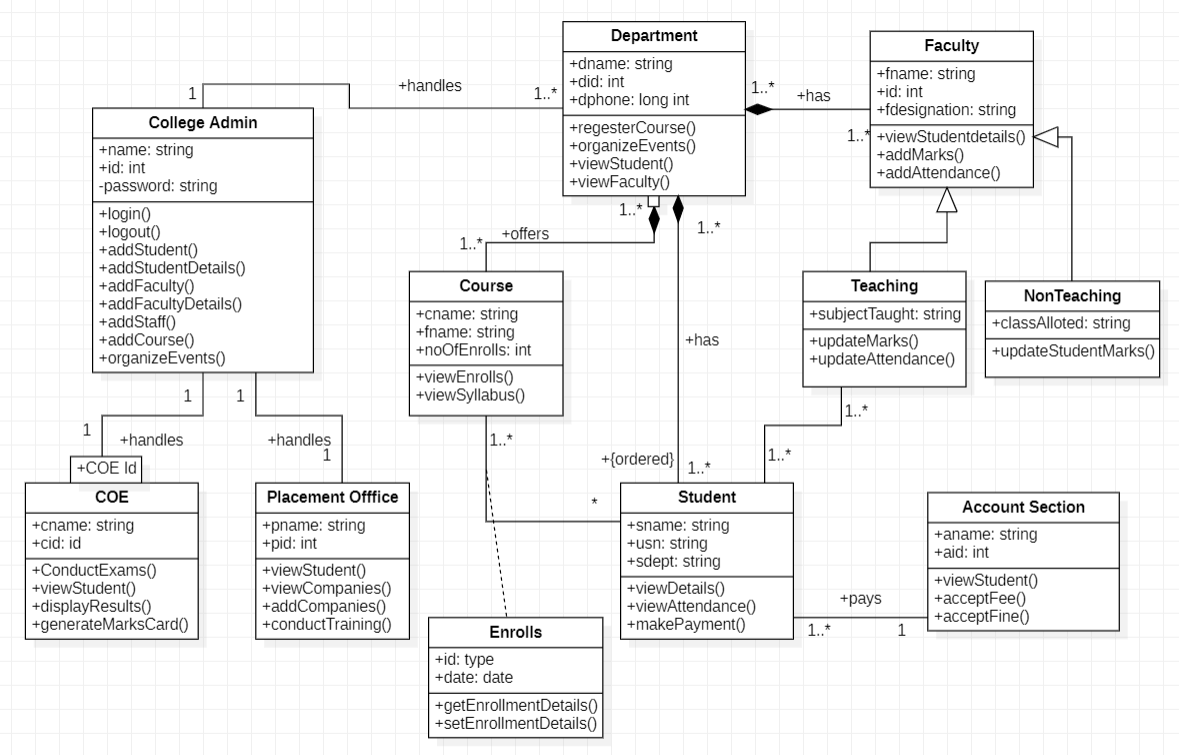 Department
+dname: string
+did: int
+dphone: long int
+regesterCourse()
+organizeEvents()
+viewStudent()
+viewFaculty()
Faculty
+fname: string
+id: int
+fdesignation: string
+viewStudentdetails()
+addMarks()
+addAttendance()
+handles
1
1..*
1..*
+has
1..*
College Admin
+name: string
+id: int
-password: string
+login()
+logout()
+addStudent()
+addStudentDetails()
+addFaculty()
+addFacultyDetails()
+addStaff()
+addCourse()
+organizeEvents()
1..*
+offers
1..*
1..*
Course
+cname: string
+fname: string
+noOfEnrolls: int
+viewEnrolls()
+viewSyllabus()
+has
Teaching
+subjectTaught: string
+updateMarks()
+updateAttendance()
NonTeaching
+classAlloted: string
+updateStudentMarks()
1
1
1
+handles
+handles
1
1..*
*
+{ordered}
1..*
1..*
1..*
+COE Id
COE
+cname: string
+cid: id
+ConductExams()
+viewStudent()
+displayResults()
+generateMarksCard()
Placement Offfice
+pname: string
+pid: int
+viewStudent()
+viewCompanies()
+addCompanies()
+conductTraining()
Student
+sname: string
+usn: string
+sdept: string
+viewDetails()
+viewAttendance()
+makePayment()
+pays
1..*
1
Account Section
+aname: string
+aid: int
+viewStudent()
+acceptFee()
+acceptFine()
Enrolls
+id: type
+date: date
+getEnrollmentDetails()
+setEnrollmentDetails()